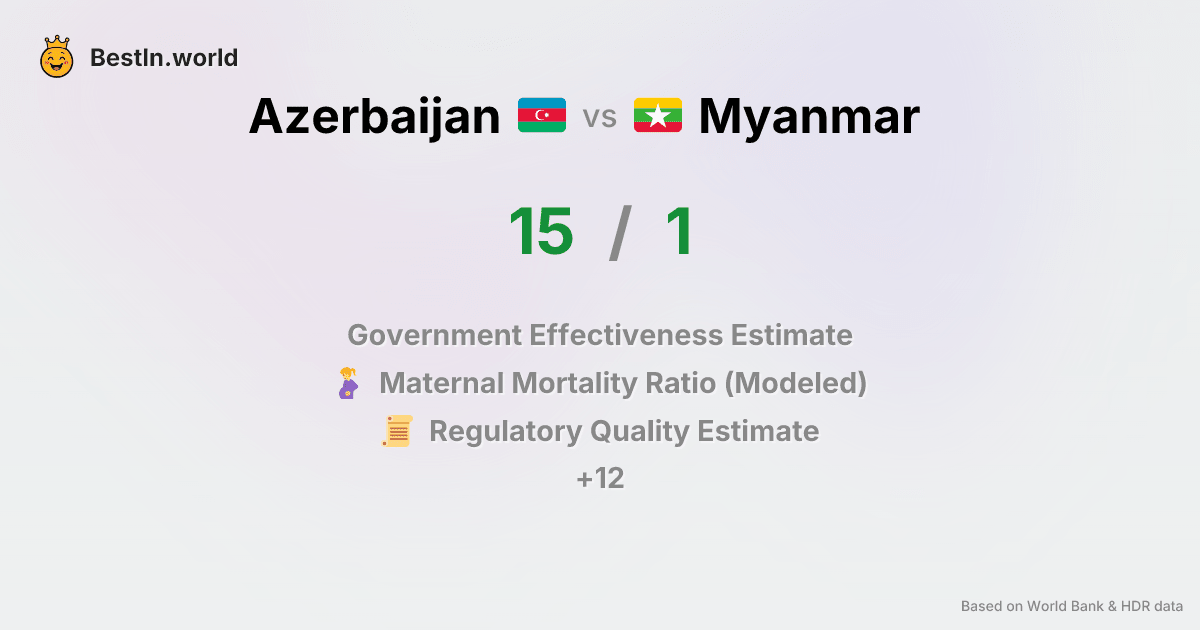 BestIn.world
Azerbaijan vs Myanmar
15 / 1
Government Effectiveness Estimate
Maternal Mortality Ratio (Modeled)
Regulatory Quality Estimate
+12
Based on World Bank & HDR data